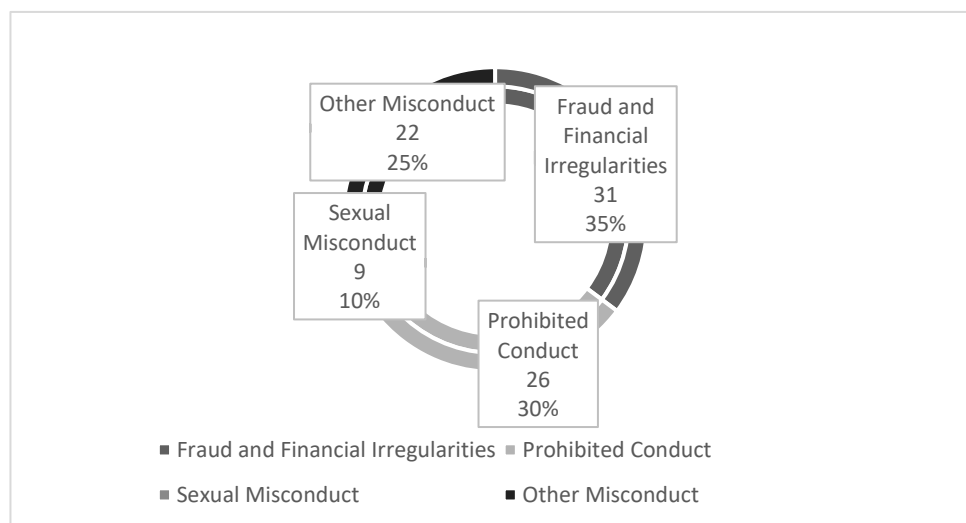 Other Misconduct
22
25%
Fraud and
Financial
Irregularities
31
35%
Sexual
Misconduct
9
10%
Prohibited
Conduct
26
30%
Fraud and Financial Irregularities
Prohibited Conduct
Sexual Misconduct
Other Misconduct